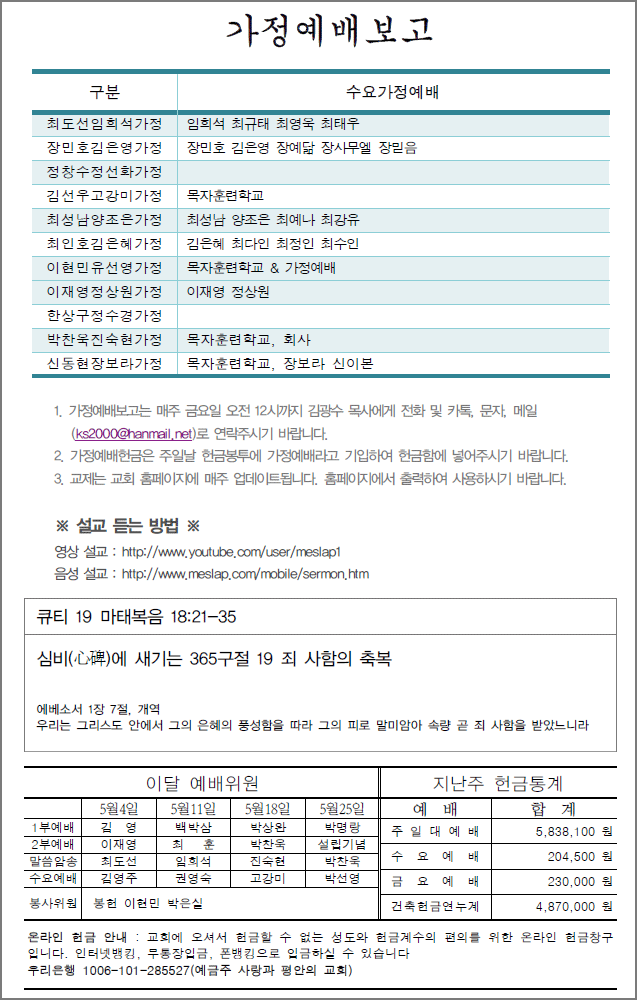 가정예배보고
구분 수요가정예배
최도선임희석가정 임희석 최규태 최영욱 최태우
장민호김은영가정 장민호 김은영 장예닮 장사무엘 장믿음
정창수정선화가정
김선우고강미가정 목자훈련학교
최성남양조은가정 최성남 양조은 최예나 최강유
최인호김은혜가정 김은혜 최다인 최정인 최수인
이현민유선영가정 목자훈련학교 & 가정예배
이재영정상원가정 이재영 정상원
한상구정수경가정
박찬욱진숙현가정 목자훈련학교, 회사
신동현장보라가정 목자훈련학교, 장보라 신이본
1. 가정예배보고는 매주 금요일 오전 12시까지 김광수 목사에게 전화 및 카톡, 문자, 메일
(ks2000@hanmail.net)로 연락주시기 바랍니다.
2. 가정예배헌금은 주일날 헌금봉투에 가정예배라고 기입하여 헌금함에 넣어주시기 바랍니다.
3. 교제는 교회 홈페이지에 매주 업데이트됩니다. 홈페이지에서 출력하여 사용하시기 바랍니다.
※ 설교 듣는 방법 ※
영상 설교 : http://www.youtube.com/user/meslap1
음성 설교 : http://www.meslap.com/mobile/sermon.htm
큐티 19 마태복음 18:21-35
심비(心碑)에 새기는 365구절 19 죄 사함의 축복
에베소서 1장 7절, 개역
우리는 그리스도 안에서 그의 은혜의 풍성함을 따라 그의 피로 말미암아 속량 곧 죄 사함을 받았느니라
이달 예배위원
5월4일 5월11일 5월18일 5월25일
1부예배 김 영 백박삼 박상완 박명랑
2부예배 이재영 최 훈 박찬욱 설립기념
말씀암송 최도선 임희석 진숙현 박찬욱
수요예배 김영주 권영숙 고강미 박선영
봉사위원 봉헌 이현민 박은실
지난주 헌금통계
예 배 합 계
주 일 대 예 배 5,838,100 원
수 요 예 배 204,500 원
금 요 예 배 230,000 원
건축헌금연누계 4,870,000 원
온라인 헌금 안내 : 교회에 오셔서 헌금할 수 없는 성도와 헌금계수의 편의를 위한 온라인 헌금창구
입니다. 인터넷뱅킹, 무통장입금, 폰뱅킹으로 입금하실 수 있습니다
우리은행 1006-101-285527(예금주 사랑과 평안의 교회)